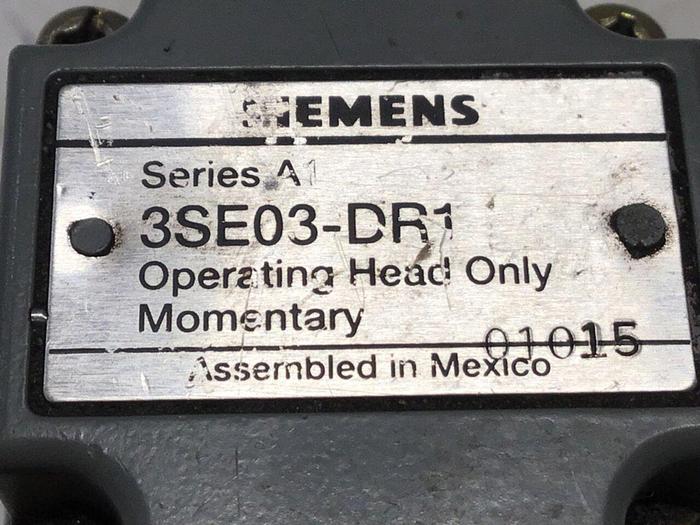 SIEMENS
Series A1
3SE03-DR1
Operating Head Only
Momentary
01015
Assembled in Mexico